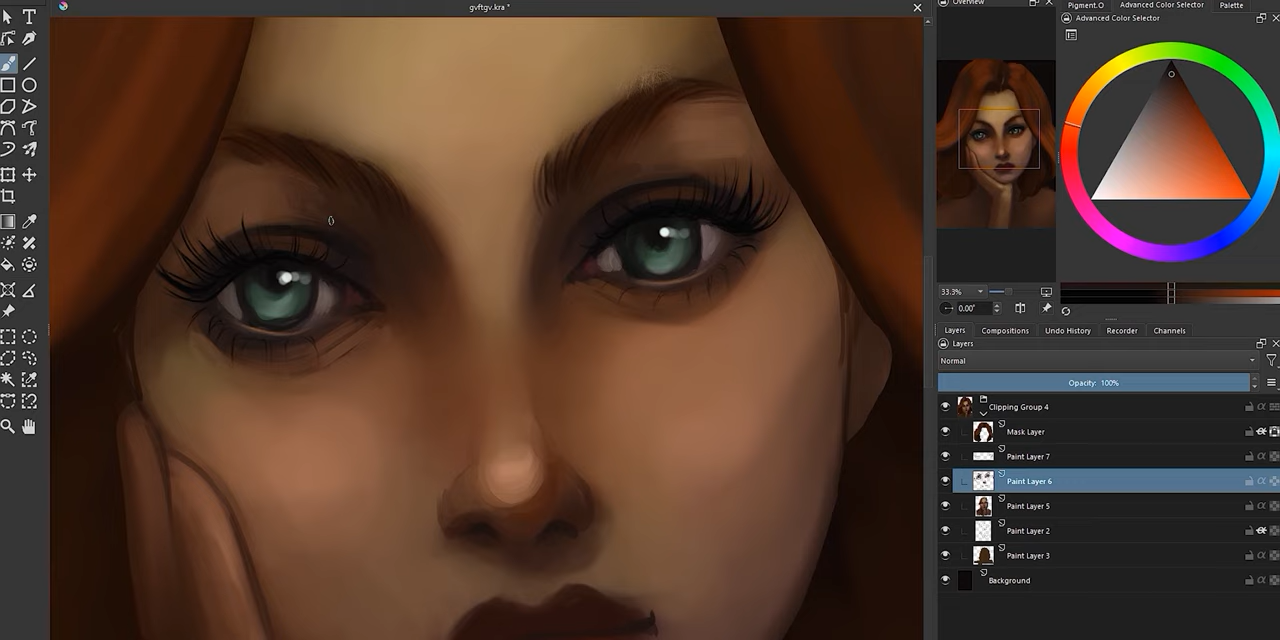 gvftgv.kra *
Overview
Pigment.O
Advanced Color Selector
Palette
Advanced Color Selector
33.3%
0.00°
Layers
Compositions
Undo History
Recorder
Channels
Layers
Normal
Opacity: 100%
Clipping Group 4
Mask Layer
Paint Layer 7
Paint Layer 6
Paint Layer 5
Paint Layer 2
Paint Layer 3
Background